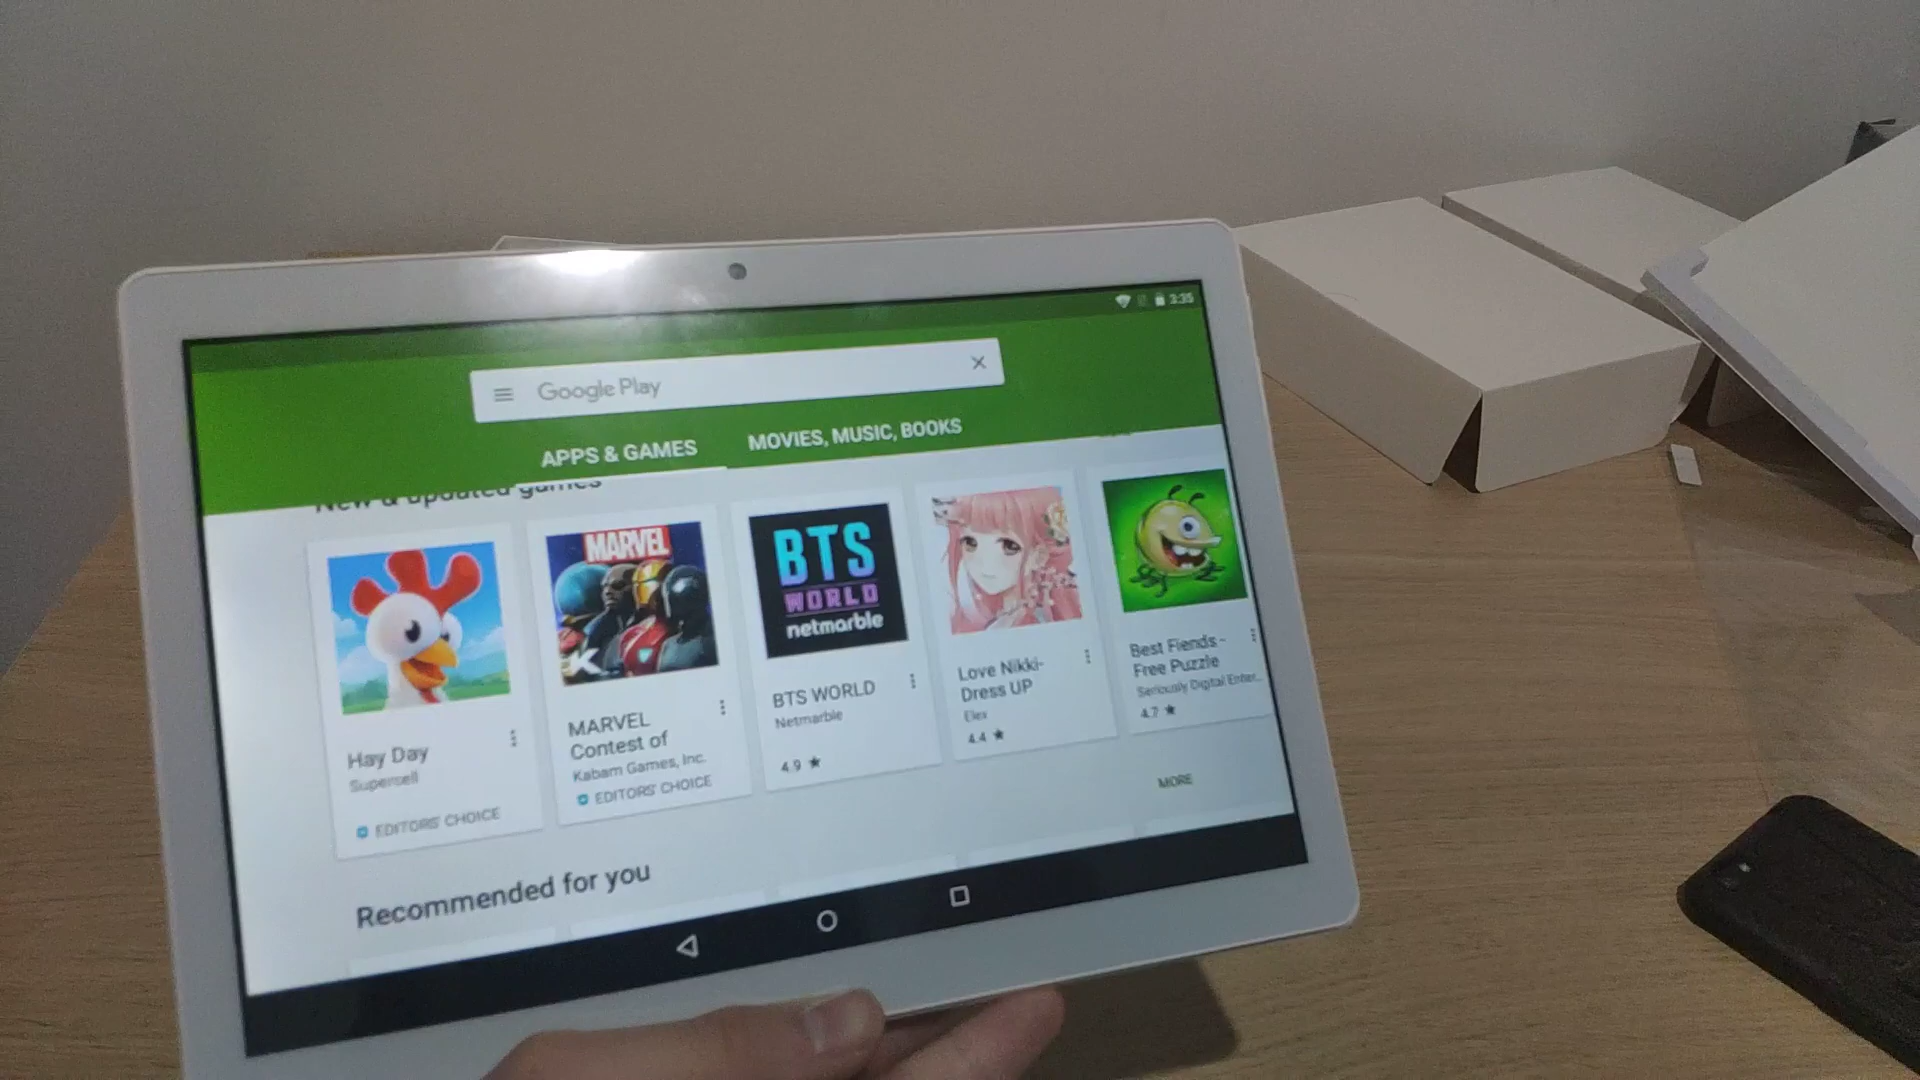 3:35
Google Play
APPS & GAMES
MOVIES, MUSIC, BOOKS
New & updated games
MARVEL
BTS
WORLD
netmarble
Hay Day
Supercell
EDITORS' CHOICE
MARVEL
Contest of
Kabam Games, Inc.
EDITORS' CHOICE
BTS WORLD
Netmarble
4.9 ★
Love Nikki-
Dress UP
Elex
4.4 ★
Best Fiends -
Free Puzzle
Seriously Digital Enter...
4.7 ★
MORE
Recommended for you